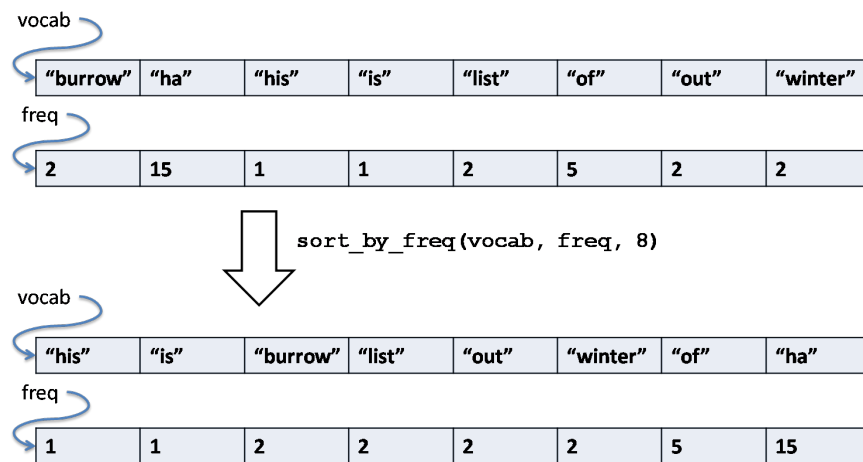 vocab
“burrow” “ha” “his” “is” “list” “of” “out” “winter”
freq
2 15 1 1 2 5 2 2
sort_by_freq(vocab, freq, 8)
vocab
“his” “is” “burrow” “list” “out” “winter” “of” “ha”
freq
1 1 2 2 2 2 5 15